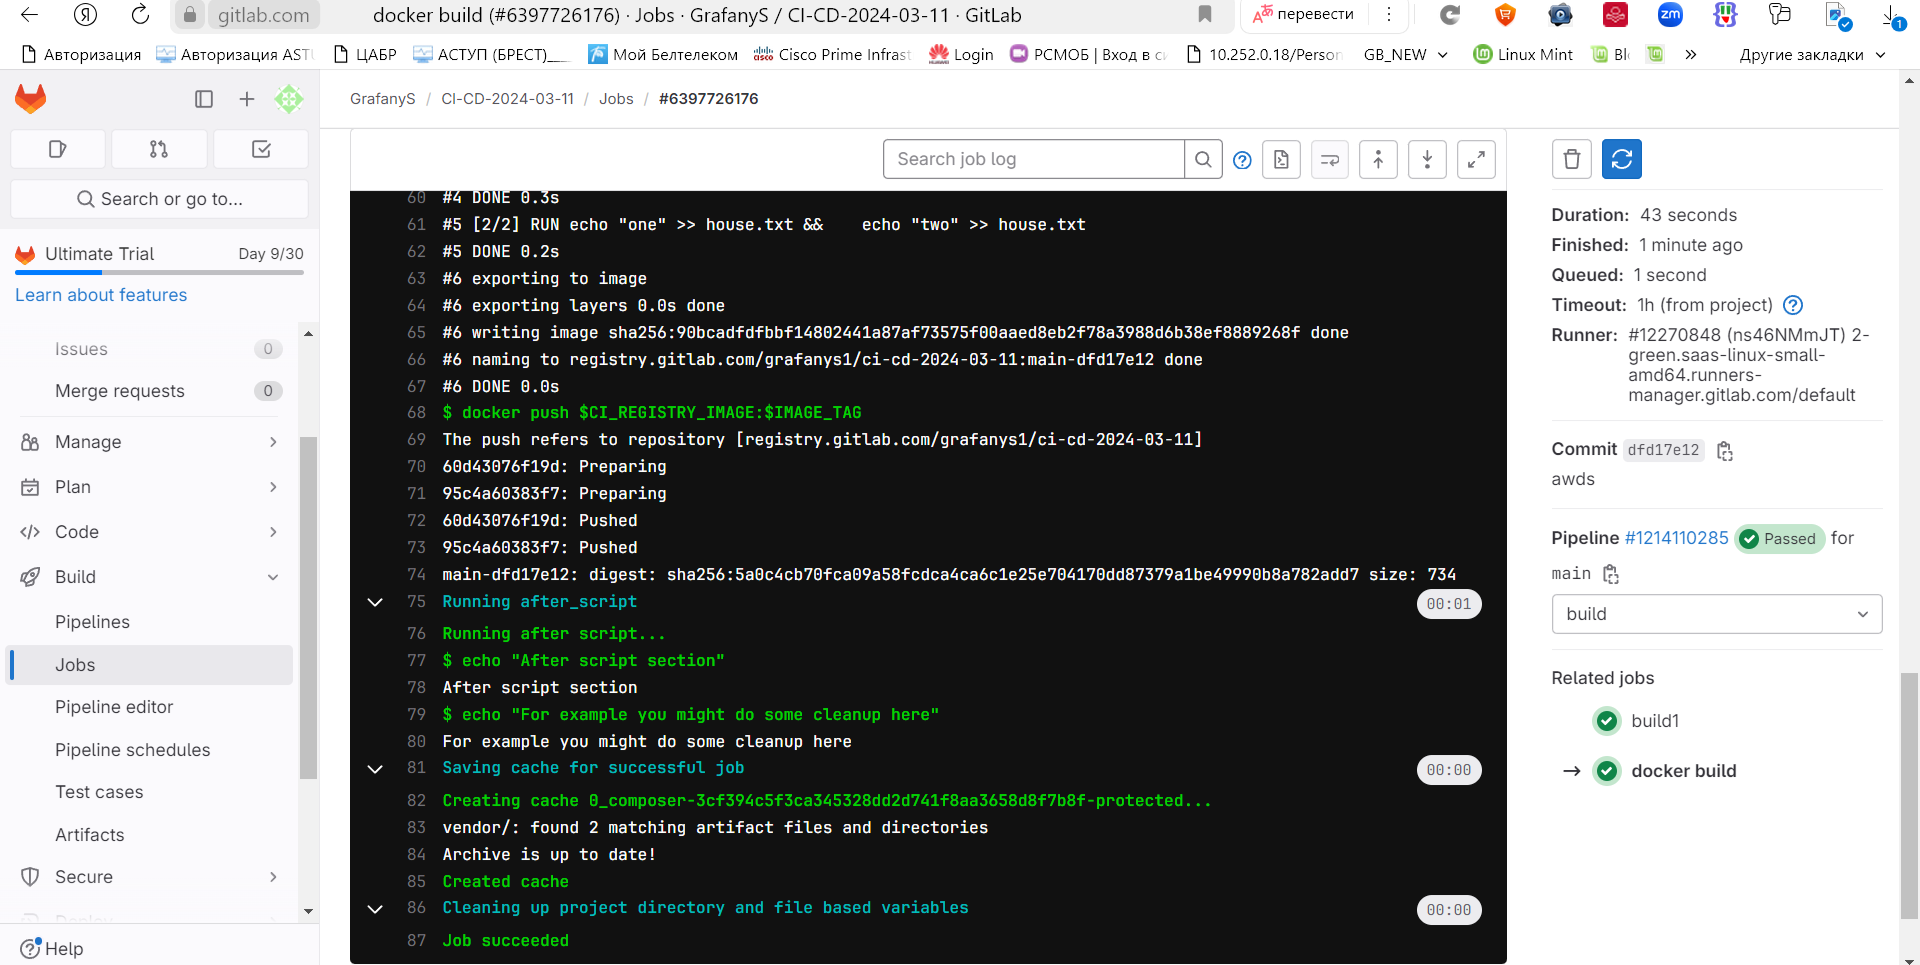 gitlab.com
docker build (#6397726176) · Jobs · GrafanyS / CI-CD-2024-03-11 · GitLab
перевести
zm
1
Авторизация
Авторизация AST
ЦАБР
АСТУП (БРЕСТ)___
Мой Белтелеком
Cisco Prime Infrast
Login
РСМОБ | Вход в си
10.252.0.18/Person
GB_NEW
Linux Mint
Blo
»
Другие закладки
GrafanyS / CI-CD-2024-03-11 / Jobs / #6397726176
Search or go to...
Ultimate Trial
Day 9/30
Learn about features
Issues 0
Merge requests 0
Manage
Plan
Code
Build
Pipelines
Jobs
Pipeline editor
Pipeline schedules
Test cases
Artifacts
Secure
Deploy
Help
Search job log
60 #4 DONE 0.3s
61 #5 [2/2] RUN echo "one" >> house.txt &&    echo "two" >> house.txt
62 #5 DONE 0.2s
63 #6 exporting to image
64 #6 exporting layers 0.0s done
65 #6 writing image sha256:90bcadfdfbbf14802441a87af73575f00aaed8eb2f78a3988d6b38ef8889268f done
66 #6 naming to registry.gitlab.com/grafanys1/ci-cd-2024-03-11:main-dfd17e12 done
67 #6 DONE 0.0s
68 $ docker push $CI_REGISTRY_IMAGE:$IMAGE_TAG
69 The push refers to repository [registry.gitlab.com/grafanys1/ci-cd-2024-03-11]
70 60d43076f19d: Preparing
71 95c4a60383f7: Preparing
72 60d43076f19d: Pushed
73 95c4a60383f7: Pushed
74 main-dfd17e12: digest: sha256:5a0c4cb70fca09a58fcdca4ca6c1e25e704170dd87379a1be49990b8a782add7 size: 734
75 Running after_script 00:01
76 Running after script...
77 $ echo "After script section"
78 After script section
79 $ echo "For example you might do some cleanup here"
80 For example you might do some cleanup here
81 Saving cache for successful job 00:00
82 Creating cache 0_composer-3cf394c5f3ca345328dd2d741f8aa3658d8f7b8f-protected...
83 vendor/: found 2 matching artifact files and directories
84 Archive is up to date!
85 Created cache
86 Cleaning up project directory and file based variables 00:00
87 Job succeeded
Duration: 43 seconds
Finished: 1 minute ago
Queued: 1 second
Timeout: 1h (from project)
Runner: #12270848 (ns46NMmJT) 2-
green.saas-linux-small-
amd64.runners-
manager.gitlab.com/default
Commit dfd17e12
awds
Pipeline #1214110285 Passed for
main
build
Related jobs
build1
docker build